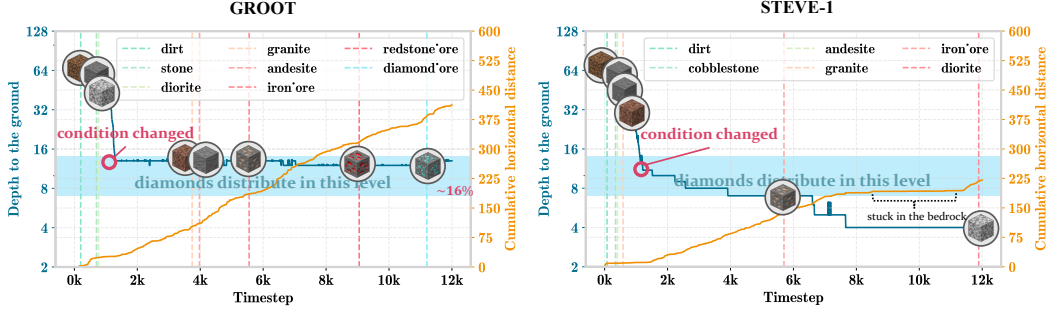 GROOT
128
64
32
16
8
4
2
Depth to the ground
600
525
450
375
300
225
150
75
0
Cumulative horizontal distance
dirt
stone
diorite
granite
andesite
iron˙ore
redstone˙ore
diamond˙ore
condition changed
diamonds distribute in this level
~16%
0k
2k
4k
6k
8k
10k
12k
Timestep
STEVE-1
128
64
32
16
8
4
2
Depth to the ground
600
525
450
375
300
225
150
75
0
Cumulative horizontal distance
dirt
cobblestone
andesite
granite
iron˙ore
diorite
condition changed
diamonds distribute in this level
stuck in the bedrock
0k
2k
4k
6k
8k
10k
12k
Timestep